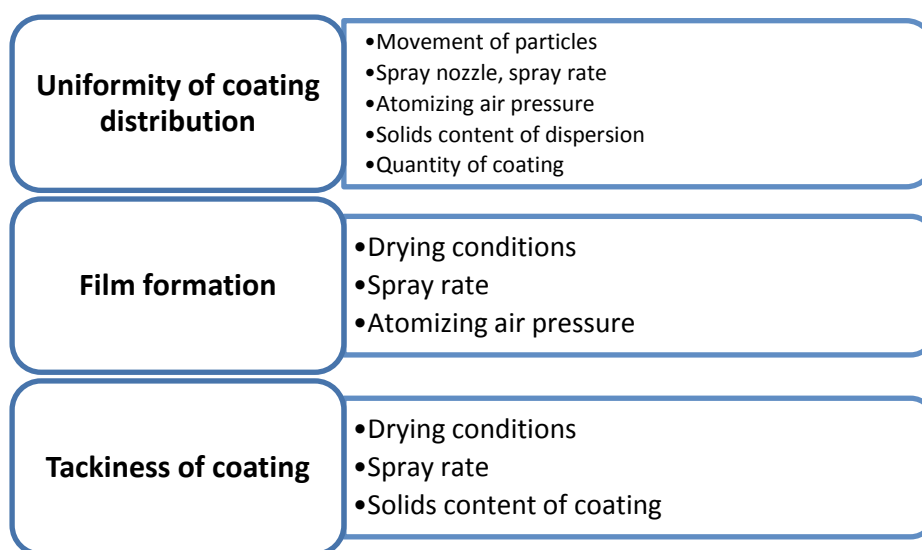 Uniformity of coating
distribution
•Movement of particles
•Spray nozzle, spray rate
•Atomizing air pressure
•Solids content of dispersion
•Quantity of coating
Film formation
•Drying conditions
•Spray rate
•Atomizing air pressure
Tackiness of coating
•Drying conditions
•Spray rate
•Solids content of coating